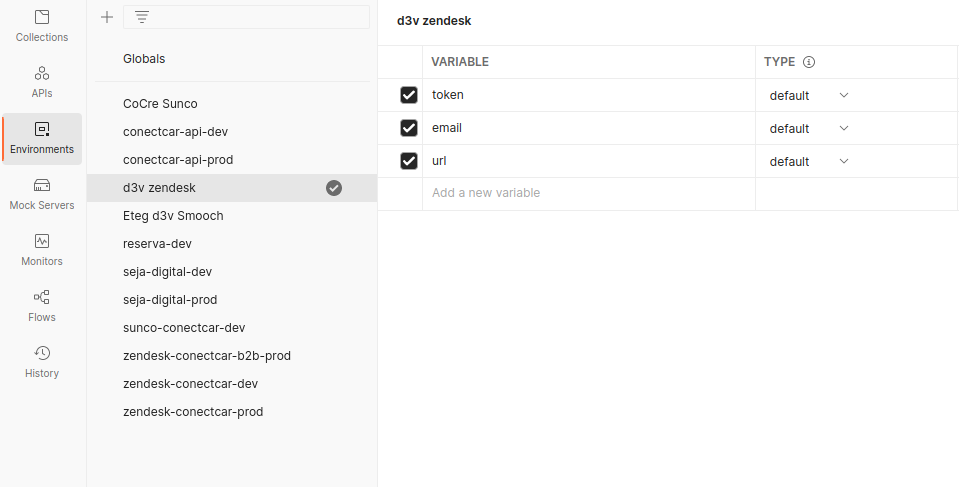 Collections
APIs
Environments
Mock Servers
Monitors
Flows
History
Globals
CoCre Sunco
conectcar-api-dev
conectcar-api-prod
d3v zendesk
Eteg d3v Smooch
reserva-dev
seja-digital-dev
seja-digital-prod
sunco-conectcar-dev
zendesk-conectcar-b2b-prod
zendesk-conectcar-dev
zendesk-conectcar-prod
d3v zendesk
VARIABLE TYPE
token default
email default
url default
Add a new variable